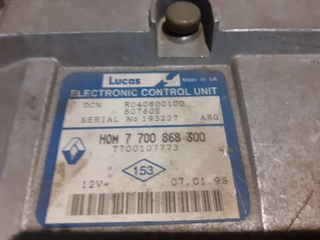 Lucas
Made in UK
ELECTRONIC CONTROL UNIT
DCN R04080010D
80760E
SERIAL No 193227 ARG
HOM 7 700 868 300
7700107773
153
12V= 07.01.98